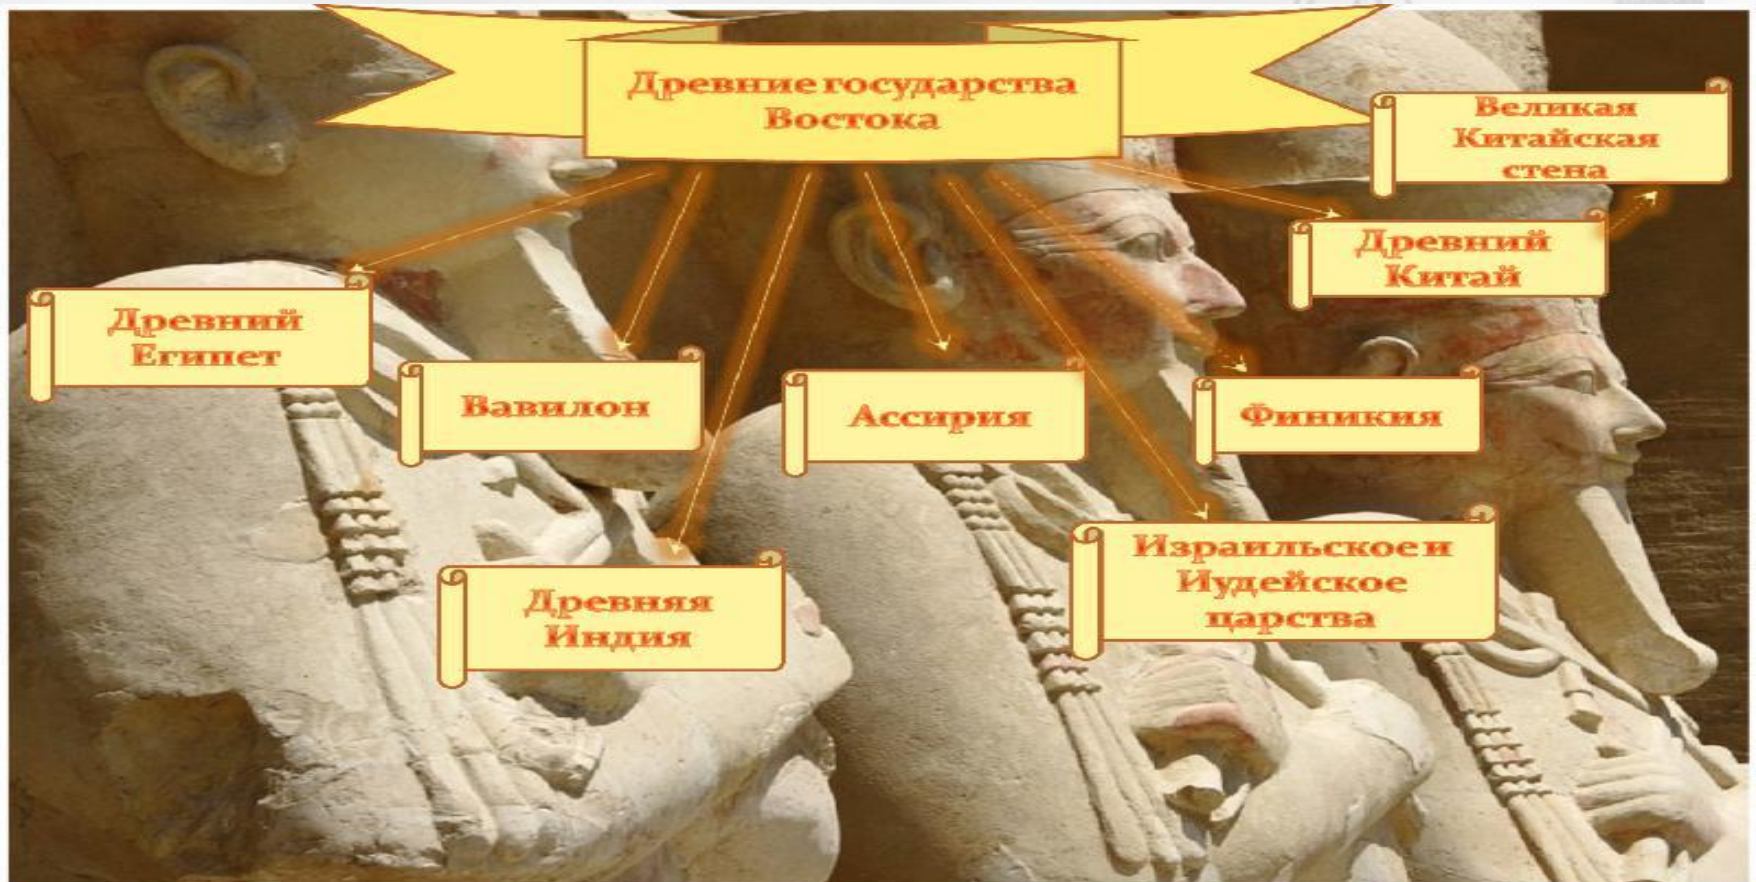 Древние государства
Востока
Великая
Китайская
стена
Древний
Китай
Древний
Египет
Вавилон
Ассирия
Финикия
Древняя
Индия
Израильское и
Иудейское
царства